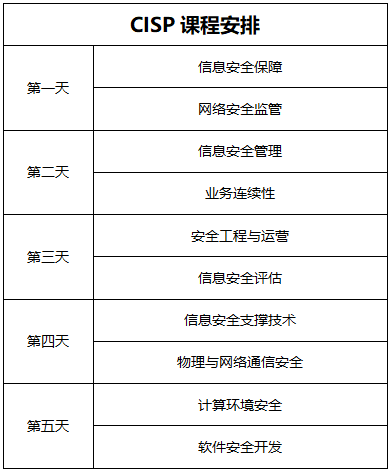 CISP 课程安排
第一天
信息安全保障
网络安全监管
第二天
信息安全管理
业务连续性
第三天
安全工程与运营
信息安全评估
第四天
信息安全支撑技术
物理与网络通信安全
第五天
计算环境安全
软件安全开发